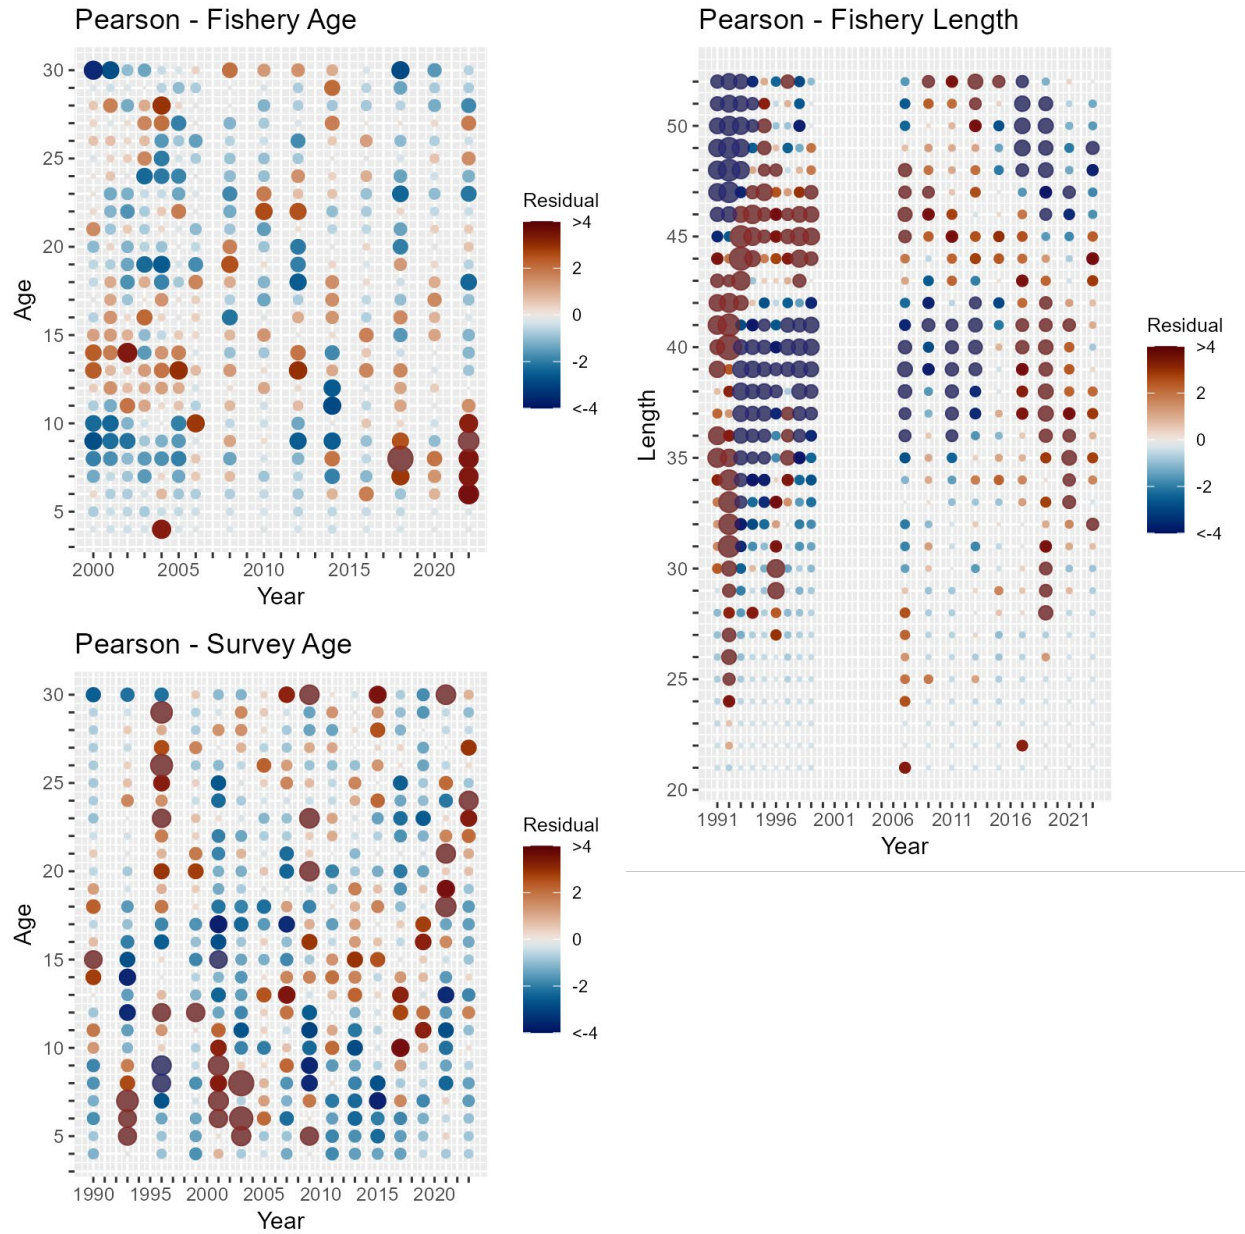 Pearson - Fishery Age
30
25
20
15
10
5
Age
2000 2005 2010 2015 2020
Year
Residual
>4
2
0
-2
<-4
Pearson - Fishery Length
50
45
40
35
30
25
20
Length
1991 1996 2001 2006 2011 2016 2021
Year
Residual
>4
2
0
-2
<-4
Pearson - Survey Age
30
25
20
15
10
5
Age
1990 1995 2000 2005 2010 2015 2020
Year
Residual
>4
2
0
-2
<-4